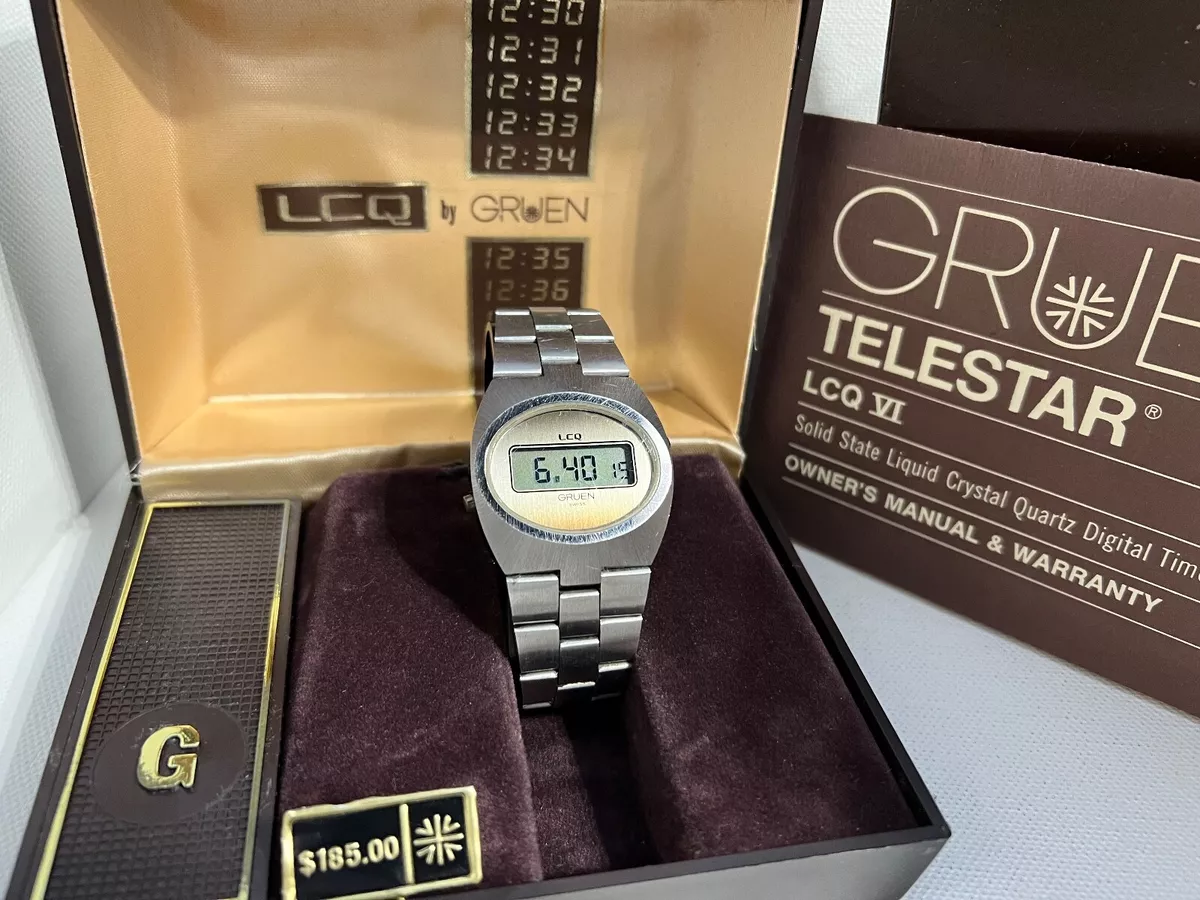 12:30
12:31
12:32
12:33
12:34
LCQ by GRUEN
12:35
12:36
LCQ
6.40 15
GRUEN
G
$185.00
GRUE
TELESTAR®
LCQ VI
Solid State Liquid Crystal Quartz Digital Time
OWNER'S MANUAL & WARRANTY